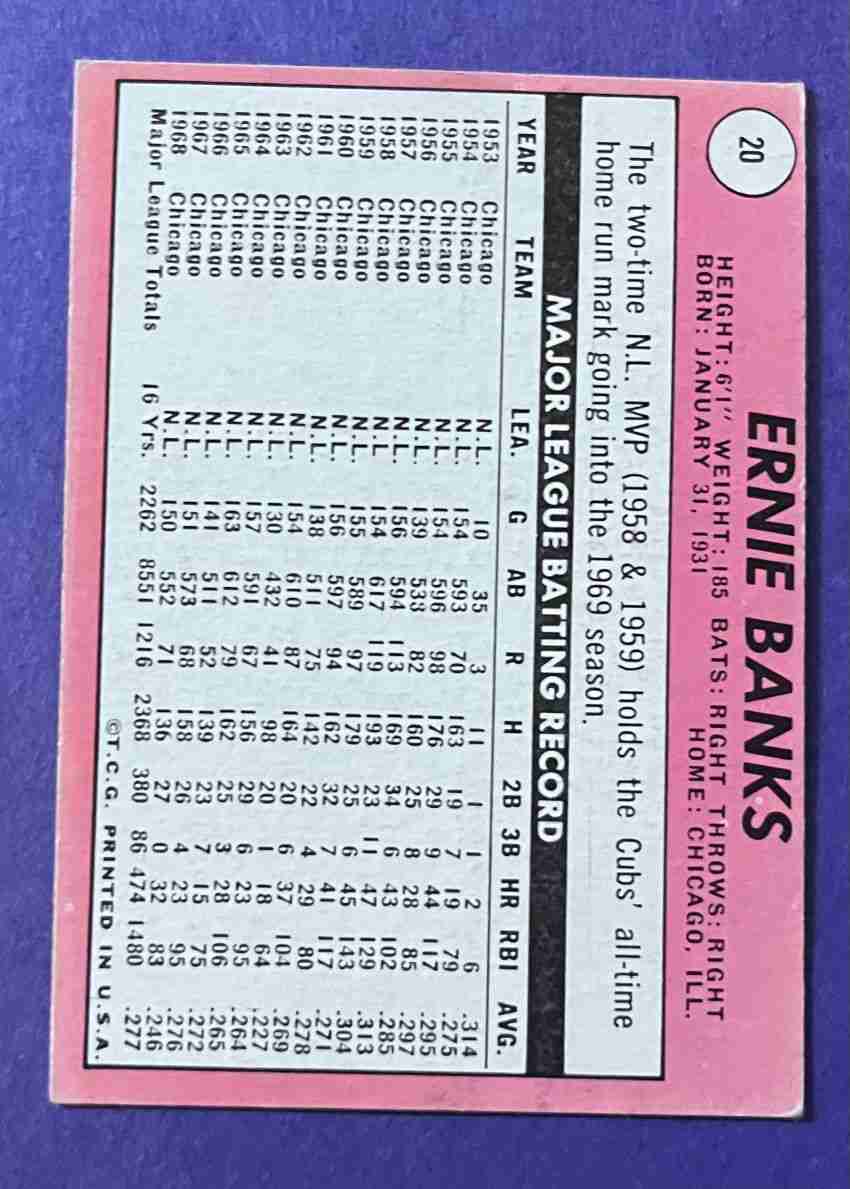 20
ERNIE BANKS
HEIGHT: 6'1" WEIGHT: 185 BATS: RIGHT THROWS: RIGHT
BORN: JANUARY 31, 1931 HOME: CHICAGO, ILL.
The two-time N.L. MVP (1958 & 1959) holds the Cubs' all-time
home run mark going into the 1969 season.
MAJOR LEAGUE BATTING RECORD
YEAR TEAM LEA. G AB R H 2B 3B HR RBI AVG.
1953 Chicago N.L. 10 35 3 11 1 1 2 6 .314
1954 Chicago N.L. 154 593 70 163 19 7 19 79 .275
1955 Chicago N.L. 154 596 98 176 29 9 44 117 .295
1956 Chicago N.L. 139 538 82 160 25 8 28 85 .297
1957 Chicago N.L. 156 594 113 169 34 6 43 102 .285
1958 Chicago N.L 154 617 119 193 23 11 47 129 .313
1959 Chicago N.L. 155 589 97 179 25 6 45 143 .304
1960 Chicago N.L. 156 597 94 162 32 7 41 117 .271
1961 Chicago N.L. 138 511 75 142 22 4 29 80 .278
1962 Chicago N.L. 154 610 87 164 20 6 37 104 .269
1963 Chicago N.L. 130 432 41 98 20 1 18 64 .227
1964 Chicago N.L. 157 591 67 156 29 6 23 95 .264
1965 Chicago N.L. 163 612 79 162 25 3 28 106 .265
1966 Chicago N.L. 141 511 52 139 23 7 15 75 .272
1967 Chicago N.L. 151 573 68 158 26 4 23 95 .276
1968 Chicago N.L. 150 552 71 136 27 0 32 83 .246
Major League Totals 16 Yrs. 2262 8551 1216 2368 380 86 474 1480 .277
©T.C.G. PRINTED IN U.S.A.